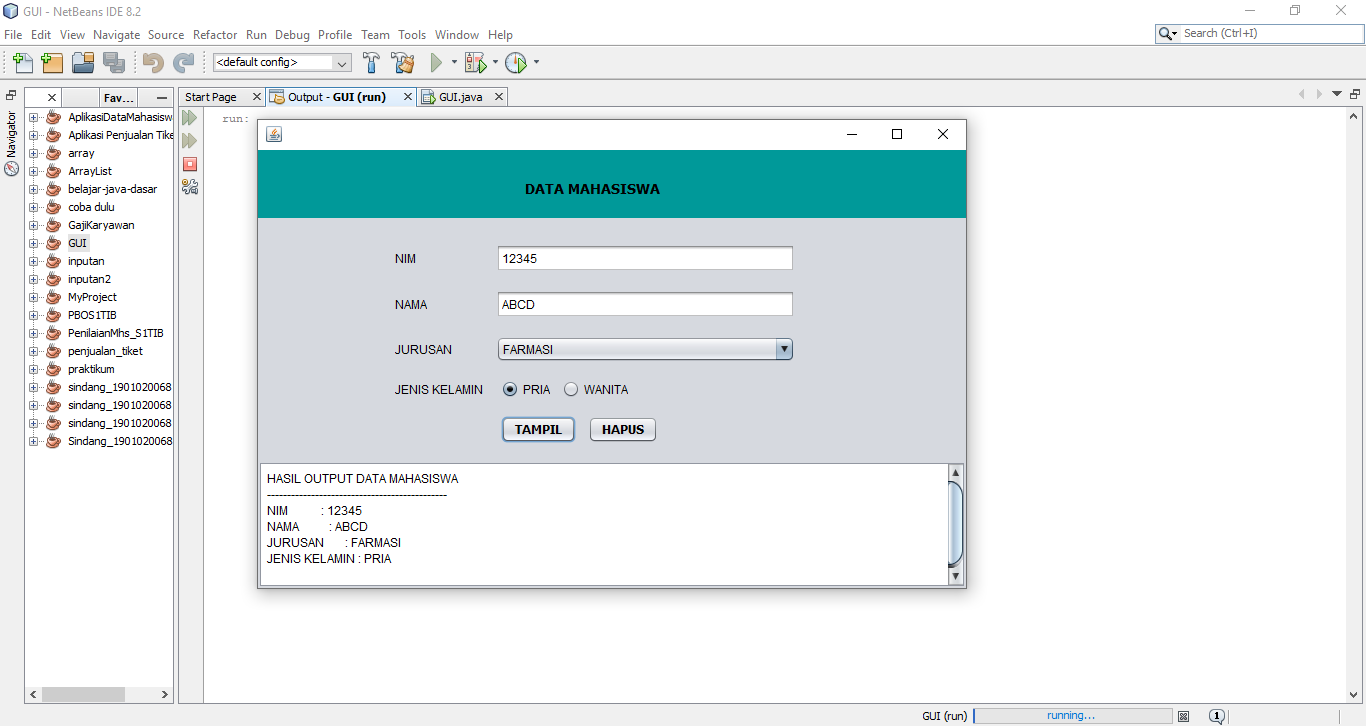 GUI - NetBeans IDE 8.2
File Edit View Navigate Source Refactor Run Debug Profile Team Tools Window Help
Search (Ctrl+I)
<default config>
Fav...
Start Page
Output - GUI (run)
GUI.java
Navigator
AplikasiDataMahasisw
Aplikasi Penjualan Tike
array
ArrayList
belajar-java-dasar
coba dulu
GajiKaryawan
GUI
inputan
inputan2
MyProject
PBOS1TIB
PenilaianMhs_S1TIB
penjualan_tiket
praktikum
sindang_1901020068
sindang_1901020068
sindang_1901020068
Sindang_1901020068
run:
DATA MAHASISWA
NIM 12345
NAMA ABCD
JURUSAN FARMASI
JENIS KELAMIN PRIA WANITA
TAMPIL HAPUS
HASIL OUTPUT DATA MAHASISWA
---------------------------------------------
NIM : 12345
NAMA : ABCD
JURUSAN : FARMASI
JENIS KELAMIN : PRIA
GUI (run) running... 1